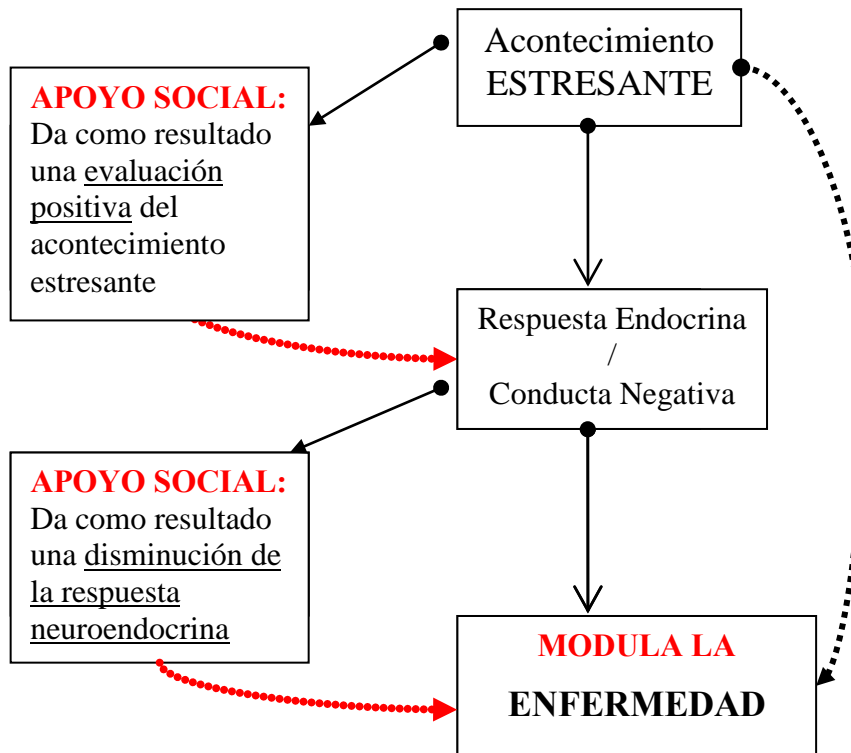 Acontecimiento
ESTRESANTE
APOYO SOCIAL:
Da como resultado
una evaluación
positiva del
acontecimiento
estresante
Respuesta Endocrina
/
Conducta Negativa
APOYO SOCIAL:
Da como resultado
una disminución de
la respuesta
neuroendocrina
MODULA LA
ENFERMEDAD